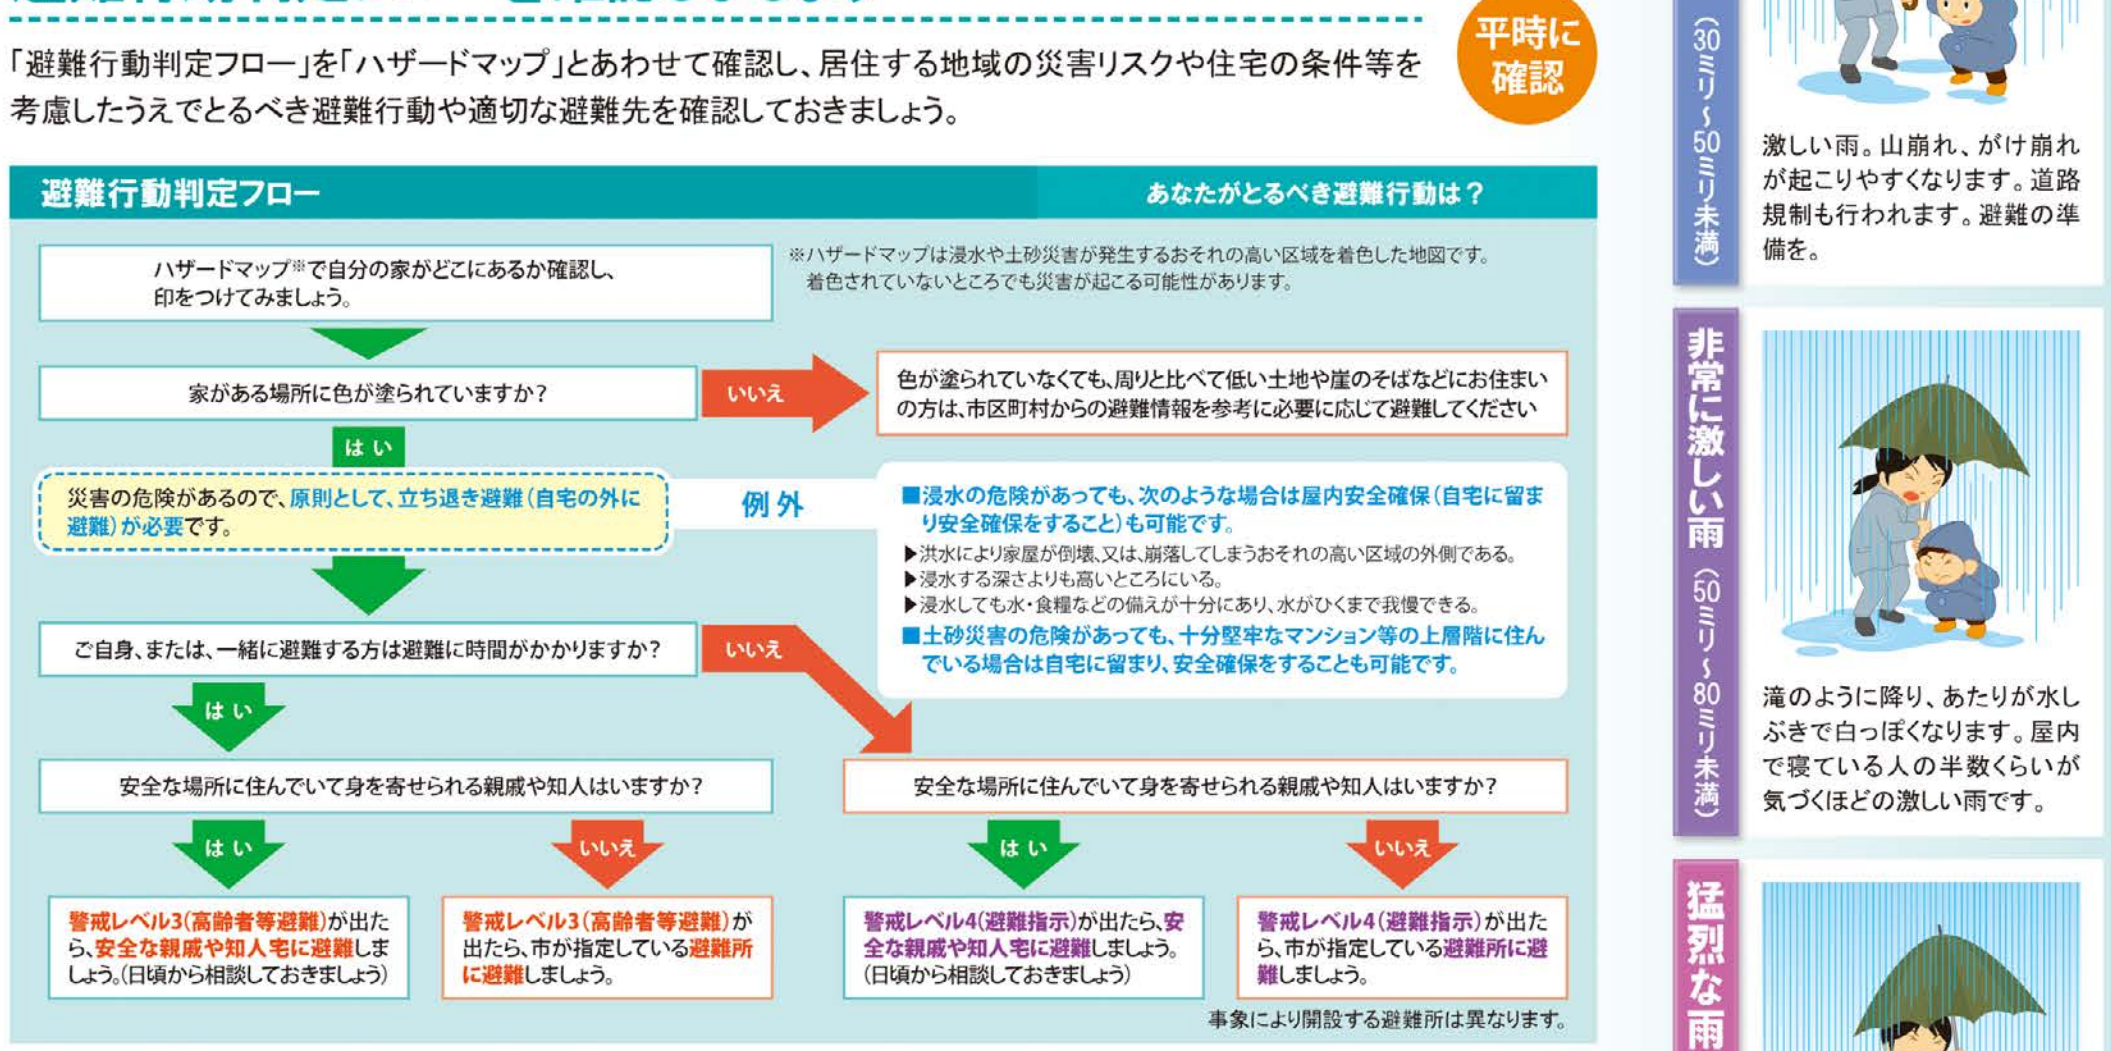 「避難行動判定フロー」を「ハザードマップ」とあわせて確認し、居住する地域の災害リスクや住宅の条件等を
考慮したうえでとるべき避難行動や適切な避難先を確認しておきましょう。
平時に
確認
避難行動判定フロー
あなたがとるべき避難行動は？
ハザードマップ※で自分の家がどこにあるか確認し、
印をつけてみましょう。
※ハザードマップは浸水や土砂災害が発生するおそれの高い区域を着色した地図です。
着色されていないところでも災害が起こる可能性があります。
家がある場所に色が塗られていますか？
いいえ
色が塗られていなくても、周りと比べて低い土地や崖のそばなどにお住まい
の方は、市区町村からの避難情報を参考に必要に応じて避難してください
はい
災害の危険があるので、原則として、立ち退き避難（自宅の外に
避難）が必要です。
例外
■浸水の危険があっても、次のような場合は屋内安全確保（自宅に留ま
り安全確保をすること）も可能です。
▶洪水により家屋が倒壊、又は、崩落してしまうおそれの高い区域の外側である。
▶浸水する深さよりも高いところにいる。
▶浸水しても水・食糧などの備えが十分にあり、水がひくまで我慢できる。
■土砂災害の危険があっても、十分堅牢なマンション等の上層階に住ん
でいる場合は自宅に留まり、安全確保をすることも可能です。
ご自身、または、一緒に避難する方は避難に時間がかかりますか？
いいえ
はい
安全な場所に住んでいて身を寄せられる親戚や知人はいますか？
安全な場所に住んでいて身を寄せられる親戚や知人はいますか？
はい
いいえ
はい
いいえ
警戒レベル3（高齢者等避難）が出た
ら、安全な親戚や知人宅に避難しま
しょう。（日頃から相談しておきましょう）
警戒レベル3（高齢者等避難）が
出たら、市が指定している避難所
に避難しましょう。
警戒レベル4（避難指示）が出たら、安
全な親戚や知人宅に避難しましょう。
（日頃から相談しておきましょう）
警戒レベル4（避難指示）が出た
ら、市が指定している避難所に避
難しましょう。
事象により開設する避難所は異なります。
（30ミリ～50ミリ未満）
激しい雨。山崩れ、がけ崩れ
が起こりやすくなります。道路
規制も行われます。避難の準
備を。
非常に激しい雨（50ミリ～80ミリ未満）
滝のように降り、あたりが水し
ぶきで白っぽくなります。屋内
で寝ている人の半数くらいが
気づくほどの激しい雨です。
猛烈な雨